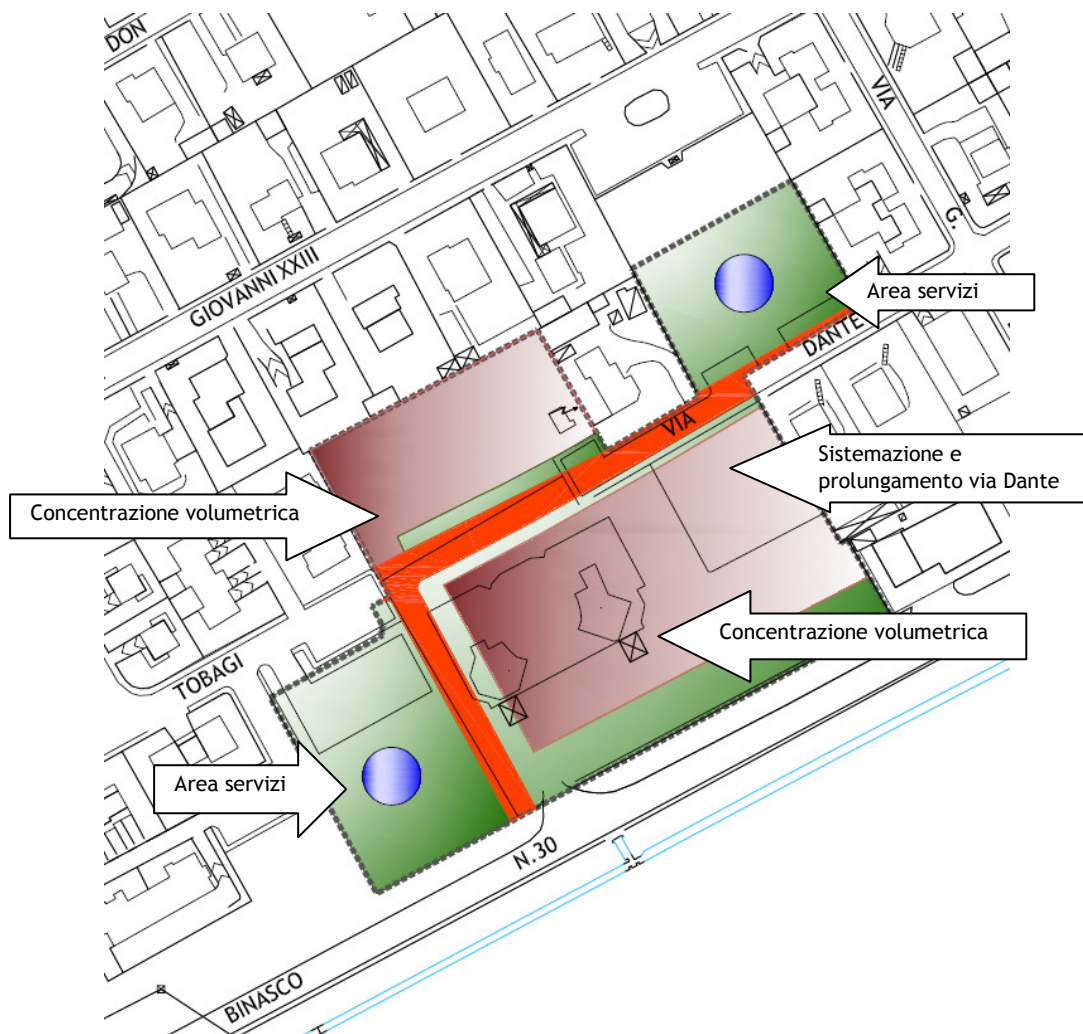 DON
VIA
G.
GIOVANNI XXIII
Area servizi
DANTE
VIA
Sistemazione e
prolungamento via Dante
Concentrazione volumetrica
Concentrazione volumetrica
TOBAGI
Area servizi
N.30
BINASCO